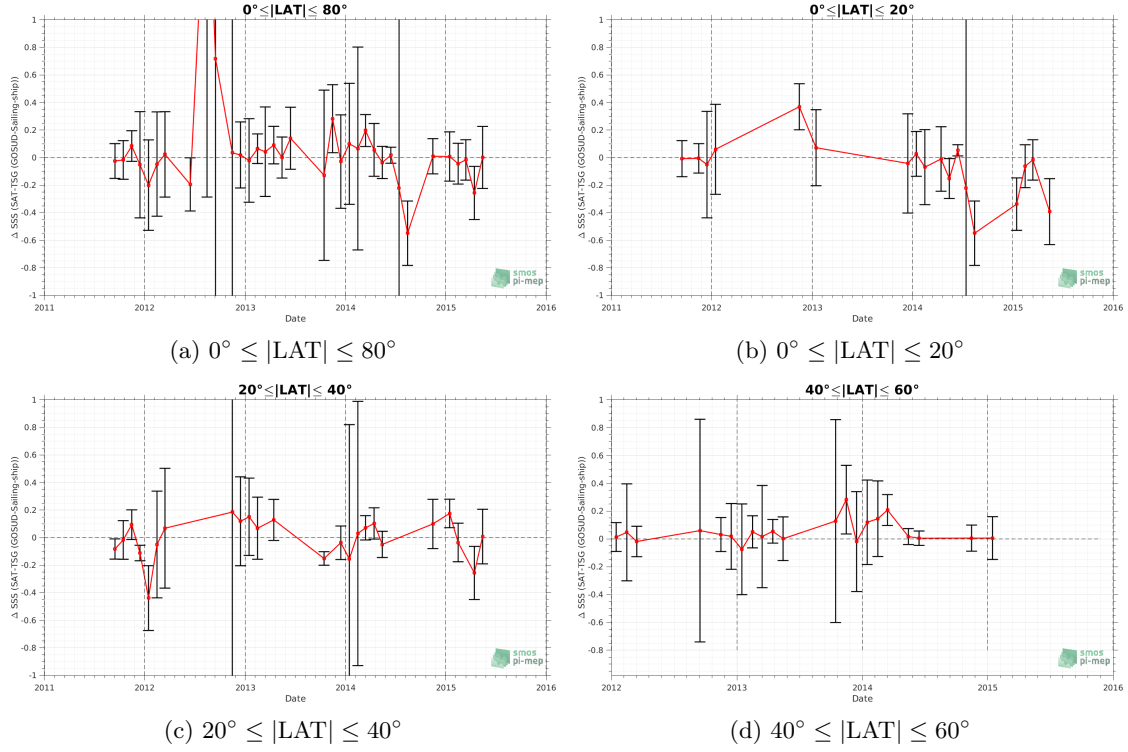 0°≤|LAT|≤ 80°
Δ SSS (SAT-TSG (GOSUD-Sailing-ship))
1
0.8
0.6
0.4
0.2
0
-0.2
-0.4
-0.6
-0.8
-1
2011 2012 2013 2014 2015 2016
Date
smos
pi-mep
(a) 0° ≤ |LAT| ≤ 80°
0°≤|LAT|≤ 20°
Δ SSS (SAT-TSG (GOSUD-Sailing-ship))
1
0.8
0.6
0.4
0.2
0
-0.2
-0.4
-0.6
-0.8
-1
2011 2012 2013 2014 2015 2016
Date
smos
pi-mep
(b) 0° ≤ |LAT| ≤ 20°
20°≤|LAT|≤ 40°
Δ SSS (SAT-TSG (GOSUD-Sailing-ship))
1
0.8
0.6
0.4
0.2
0
-0.2
-0.4
-0.6
-0.8
-1
2011 2012 2013 2014 2015 2016
Date
smos
pi-mep
(c) 20° ≤ |LAT| ≤ 40°
40°≤|LAT|≤ 60°
Δ SSS (SAT-TSG (GOSUD-Sailing-ship))
1
0.8
0.6
0.4
0.2
0
-0.2
-0.4
-0.6
-0.8
2012 2013 2014 2015 2016
Date
smos
pi-mep
(d) 40° ≤ |LAT| ≤ 60°